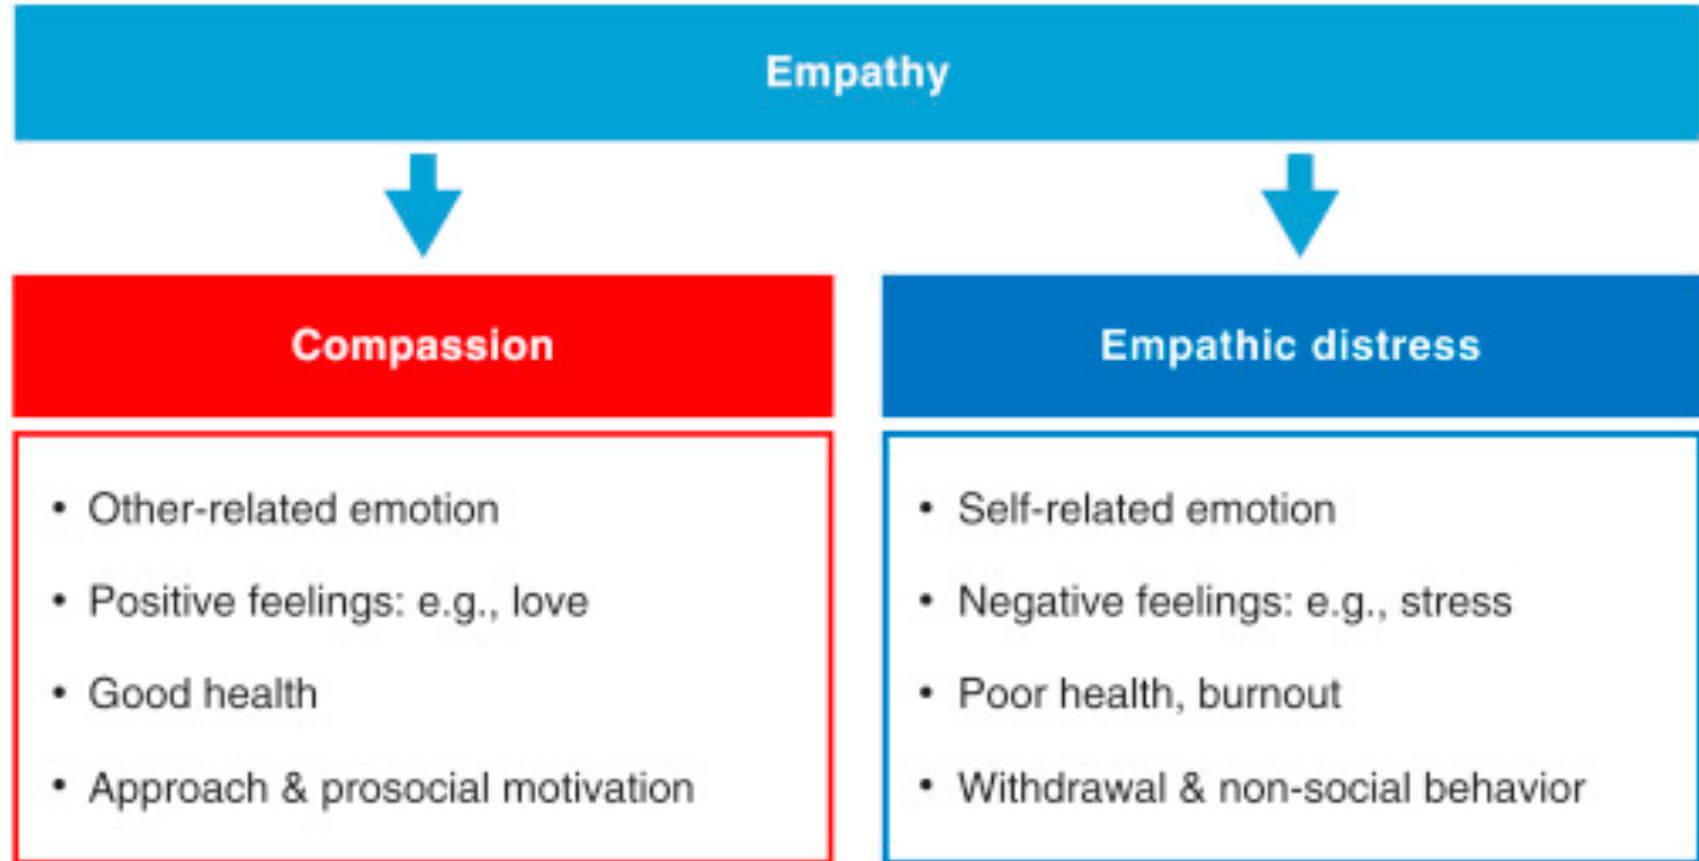 Empathy
Compassion
• Other-related emotion
• Positive feelings: e.g., love
• Good health
• Approach & prosocial motivation
Empathic distress
• Self-related emotion
• Negative feelings: e.g., stress
• Poor health, burnout
• Withdrawal & non-social behavior